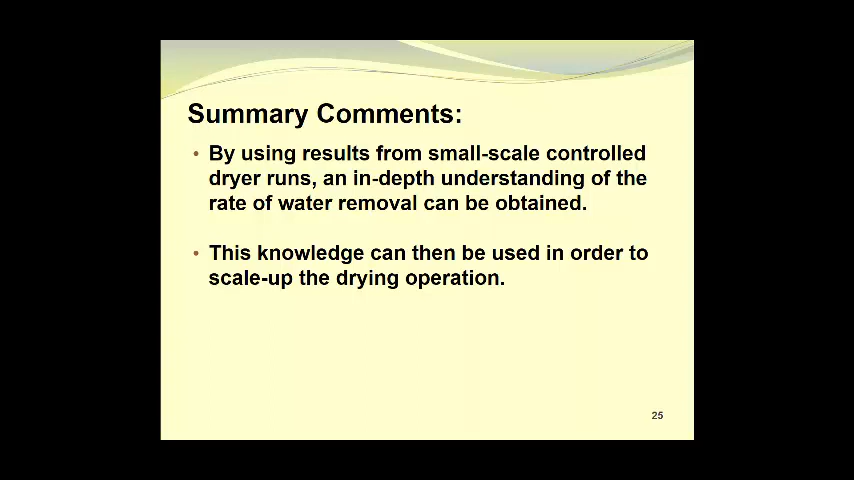 Summary Comments:
• By using results from small-scale controlled
dryer runs, an in-depth understanding of the
rate of water removal can be obtained.
• This knowledge can then be used in order to
scale-up the drying operation.
25